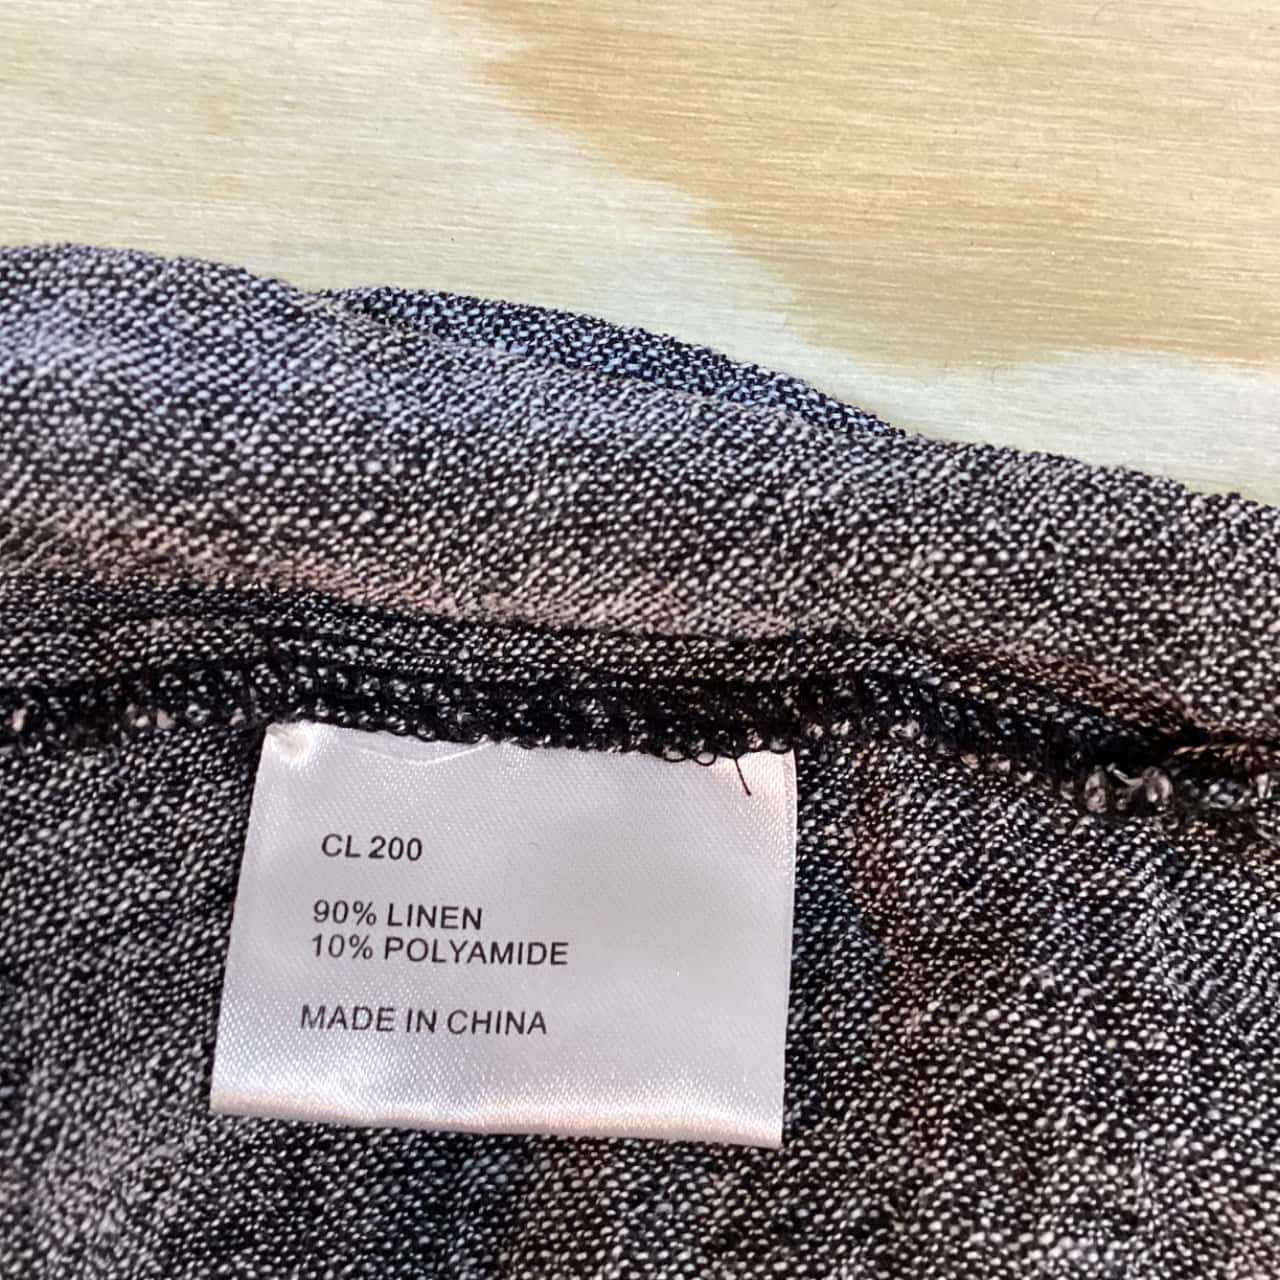 CL 200
90% LINEN
10% POLYAMIDE
MADE IN CHINA